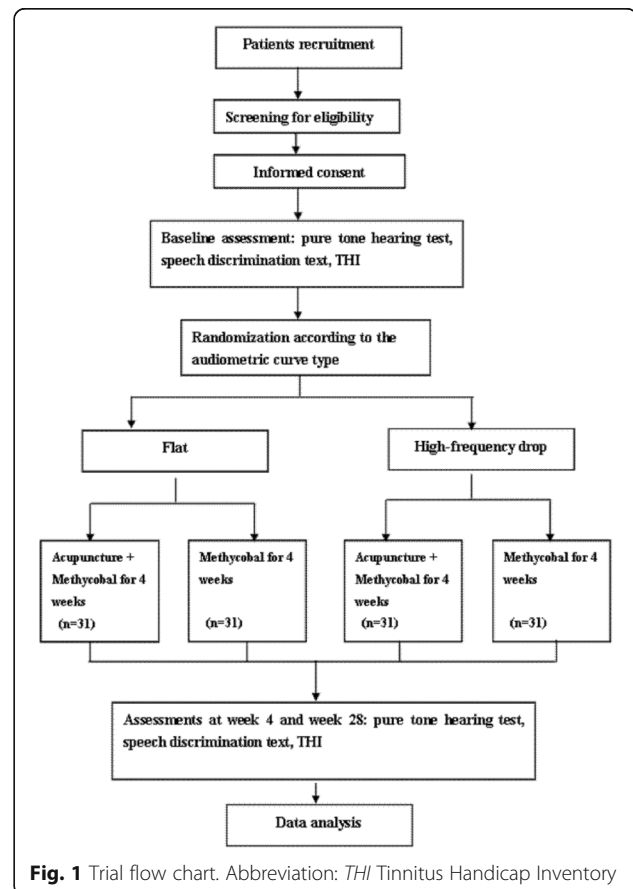 Patients recruitment
Screening for eligibility
Informed consent
Baseline assessment: pure tone hearing test,
speech discrimination text, THI
Randomization according to the
audiometric curve type
Flat
High-frequency drop
Acupuncture +
Methycobal for 4
weeks
(n=31)
Methycobal for 4
weeks
(n=31)
Acupuncture +
Methycobal for 4
weeks
(n=31)
Methycobal for 4
weeks
(n=31)
Assessments at week 4 and week 28: pure tone hearing test,
speech discrimination text, THI
Data analysis
Fig. 1 Trial flow chart. Abbreviation: THI Tinnitus Handicap Inventory